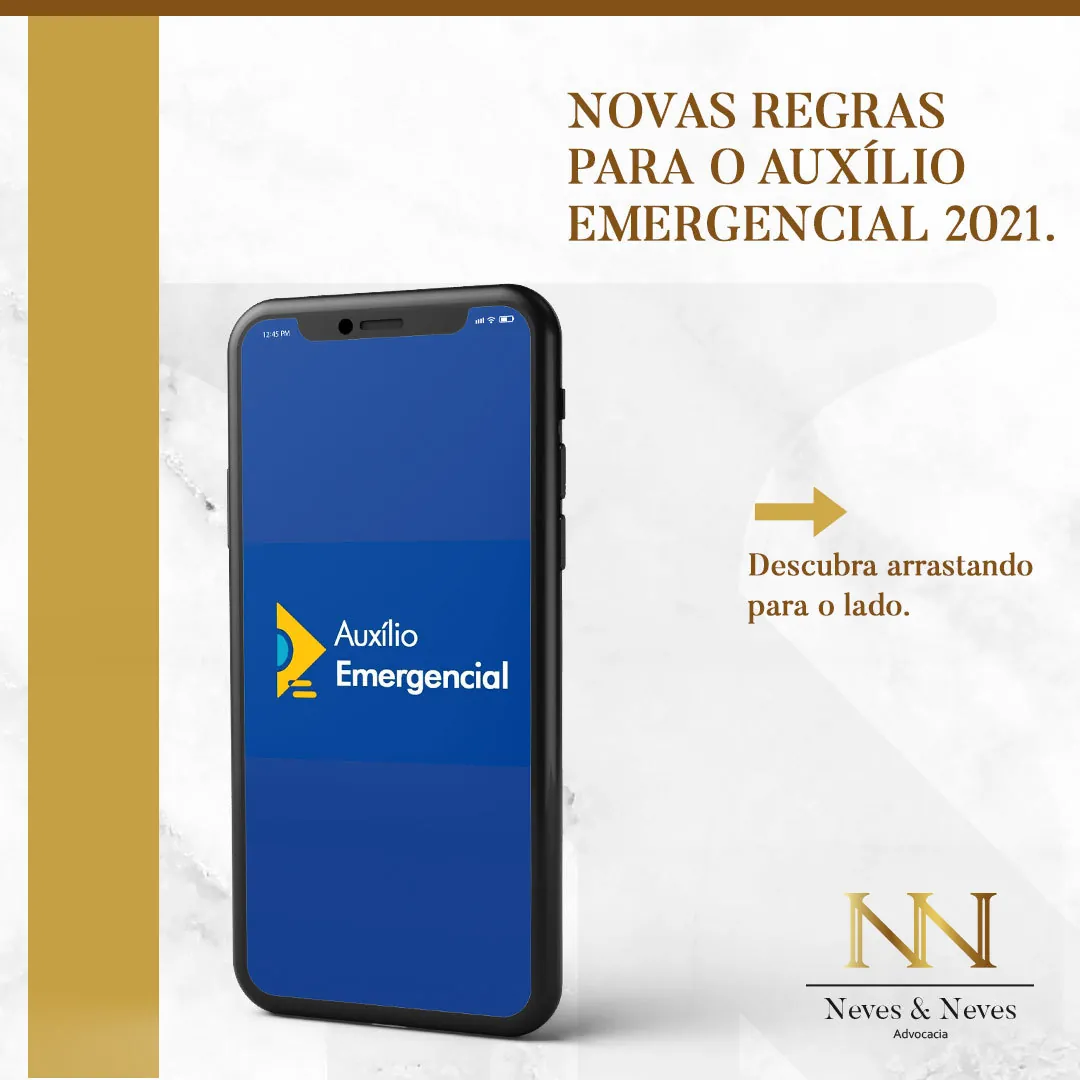 NOVAS REGRAS
PARA O AUXÍLIO
EMERGENCIAL 2021.
12:45 PM
Auxílio
Emergencial
Descubra arrastando
para o lado.
NN
Neves & Neves
Advocacia